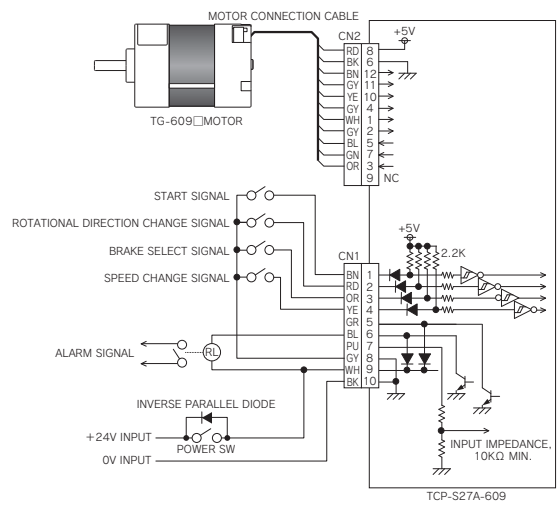 MOTOR CONNECTION CABLE
CN2
+5V
RD 8
BK 6
BN 12
GY 11
YE 10
GY 4
WH 1
GY 2
BL 5
GN 7
OR 3
9 NC
TG-609□MOTOR
START SIGNAL
ROTATIONAL DIRECTION CHANGE SIGNAL
BRAKE SELECT SIGNAL
SPEED CHANGE SIGNAL
CN1
+5V
2.2K
BN 1
RD 2
OR 3
YE 4
GR 5
BL 6
PU 7
GY 8
WH 9
BK 10
ALARM SIGNAL
RL
INVERSE PARALLEL DIODE
+24V INPUT
POWER SW
0V INPUT
INPUT IMPEDANCE,
10KΩ MIN.
TCP-S27A-609